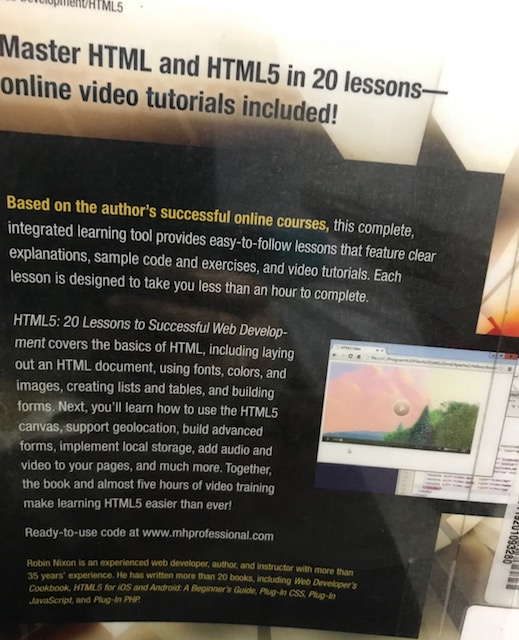 Development/HTML5
Master HTML and HTML5 in 20 lessons—
online video tutorials included!
Based on the author's successful online courses, this complete,
integrated learning tool provides easy-to-follow lessons that feature clear
explanations, sample code and exercises, and video tutorials. Each
lesson is designed to take you less than an hour to complete.
HTML5: 20 Lessons to Successful Web Develop-
ment covers the basics of HTML, including laying
out an HTML document, using fonts, colors, and
images, creating lists and tables, and building
forms. Next, you'll learn how to use the HTML5
canvas, support geolocation, build advanced
forms, implement local storage, add audio and
video to your pages, and much more. Together,
the book and almost five hours of video training
make learning HTML5 easier than ever!
Ready-to-use code at www.mhprofessional.com
Robin Nixon is an experienced web developer, author, and instructor with more than
35 years' experience. He has written more than 20 books, including Web Developer's
Cookbook, HTML5 for iOS and Android: A Beginner's Guide, Plug-In CSS, Plug-In
JavaScript, and Plug-In PHP.